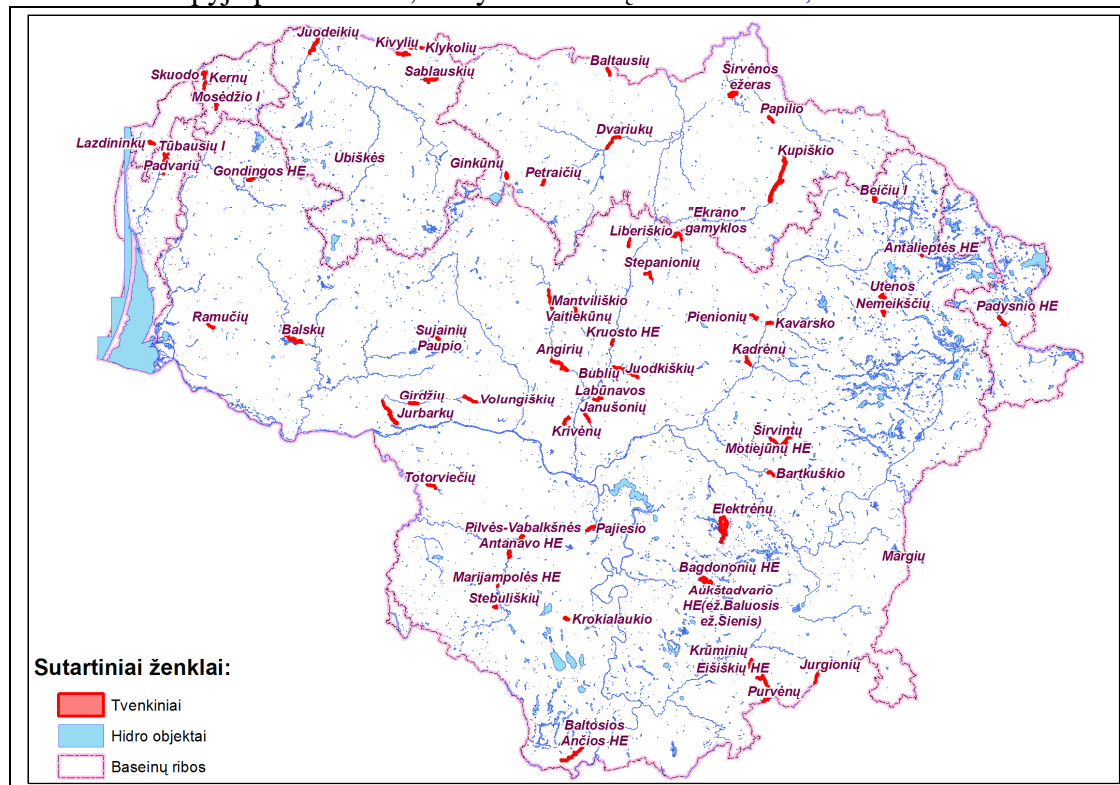 Juodeikių
Kivylių
Klykolių
Sablauskių
Baltausių
Širvėnos
ežeras
Papilio
Skuodo
Kernų
Mosėdžio I
Lazdininkų
Tūbausių I
Padvarių
Gondingos HE
Ubiškės
Ginkūnų
Petraičių
Dvariukų
Kupiškio
Beičių I
"Ekrano"
gamyklos
Liberiškio
Stepanionių
Antalieptės HE
Utenos
Nemeikščių
Padysnio HE
Mantviliškio
Vaitiekūnų
Kruosto HE
Pienionių
Kavarsko
Ramučių
Balskų
Sujainių
Paupio
Angirių
Kadrėnų
Bublių
Juodkiškių
Labūnavos
Janušonių
Krivėnų
Girdžių
Jurbarkų
Volungiškių
Širvintų
Motiejūnų HE
Bartkuškio
Totorviečių
Elektrėnų
Pilvės-Vabalkšnės
Pajiesio
Antanavo HE
Margių
Bagdononių HE
Marijampolės HE
Aukštadvario
HE(ež.Baluosis
ež.Sienis)
Stebuliškių
Krokialaukio
Krūminių
Eišiškių HE
Jurgionių
Purvėnų
Baltosios
Ančios HE
Sutartiniai ženklai:
Tvenkiniai
Hidro objektai
Baseinų ribos